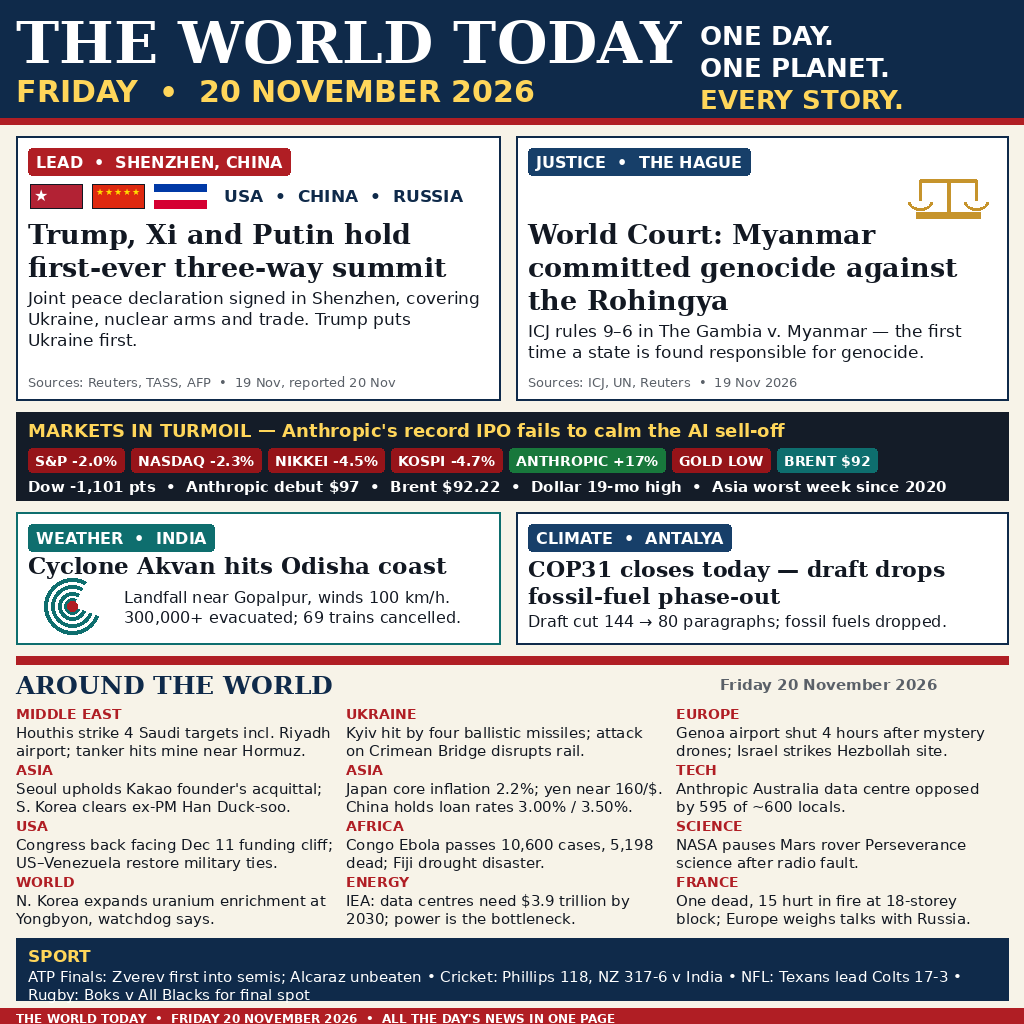 THE WORLD TODAY
FRIDAY • 20 NOVEMBER 2026
ONE DAY.
ONE PLANET.
EVERY STORY.
LEAD • SHENZHEN, CHINA
USA • CHINA • RUSSIA
Trump, Xi and Putin hold
first-ever three-way summit
Joint peace declaration signed in Shenzhen, covering
Ukraine, nuclear arms and trade. Trump puts
Ukraine first.
Sources: Reuters, TASS, AFP • 19 Nov, reported 20 Nov
JUSTICE • THE HAGUE
World Court: Myanmar
committed genocide against
the Rohingya
ICJ rules 9–6 in The Gambia v. Myanmar — the first
time a state is found responsible for genocide.
Sources: ICJ, UN, Reuters • 19 Nov 2026
MARKETS IN TURMOIL — Anthropic's record IPO fails to calm the AI sell-off
S&P -2.0% NASDAQ -2.3% NIKKEI -4.5% KOSPI -4.7% ANTHROPIC +17% GOLD LOW BRENT $92
Dow -1,101 pts • Anthropic debut $97 • Brent $92.22 • Dollar 19-mo high • Asia worst week since 2020
WEATHER • INDIA
Cyclone Akvan hits Odisha coast
Landfall near Gopalpur, winds 100 km/h.
300,000+ evacuated; 69 trains cancelled.
CLIMATE • ANTALYA
COP31 closes today — draft drops
fossil-fuel phase-out
Draft cut 144 → 80 paragraphs; fossil fuels dropped.
AROUND THE WORLD
Friday 20 November 2026
MIDDLE EAST
Houthis strike 4 Saudi targets incl. Riyadh
airport; tanker hits mine near Hormuz.
ASIA
Seoul upholds Kakao founder's acquittal;
S. Korea clears ex-PM Han Duck-soo.
USA
Congress back facing Dec 11 funding cliff;
US–Venezuela restore military ties.
WORLD
N. Korea expands uranium enrichment at
Yongbyon, watchdog says.
UKRAINE
Kyiv hit by four ballistic missiles; attack
on Crimean Bridge disrupts rail.
ASIA
Japan core inflation 2.2%; yen near 160/$.
China holds loan rates 3.00% / 3.50%.
AFRICA
Congo Ebola passes 10,600 cases, 5,198
dead; Fiji drought disaster.
ENERGY
IEA: data centres need $3.9 trillion by
2030; power is the bottleneck.
EUROPE
Genoa airport shut 4 hours after mystery
drones; Israel strikes Hezbollah site.
TECH
Anthropic Australia data centre opposed
by 595 of ~600 locals.
SCIENCE
NASA pauses Mars rover Perseverance
science after radio fault.
FRANCE
One dead, 15 hurt in fire at 18-storey
block; Europe weighs talks with Russia.
SPORT
ATP Finals: Zverev first into semis; Alcaraz unbeaten • Cricket: Phillips 118, NZ 317-6 v India • NFL: Texans lead Colts 17-3 •
Rugby: Boks v All Blacks for final spot
THE WORLD TODAY • FRIDAY 20 NOVEMBER 2026 • ALL THE DAY'S NEWS IN ONE PAGE